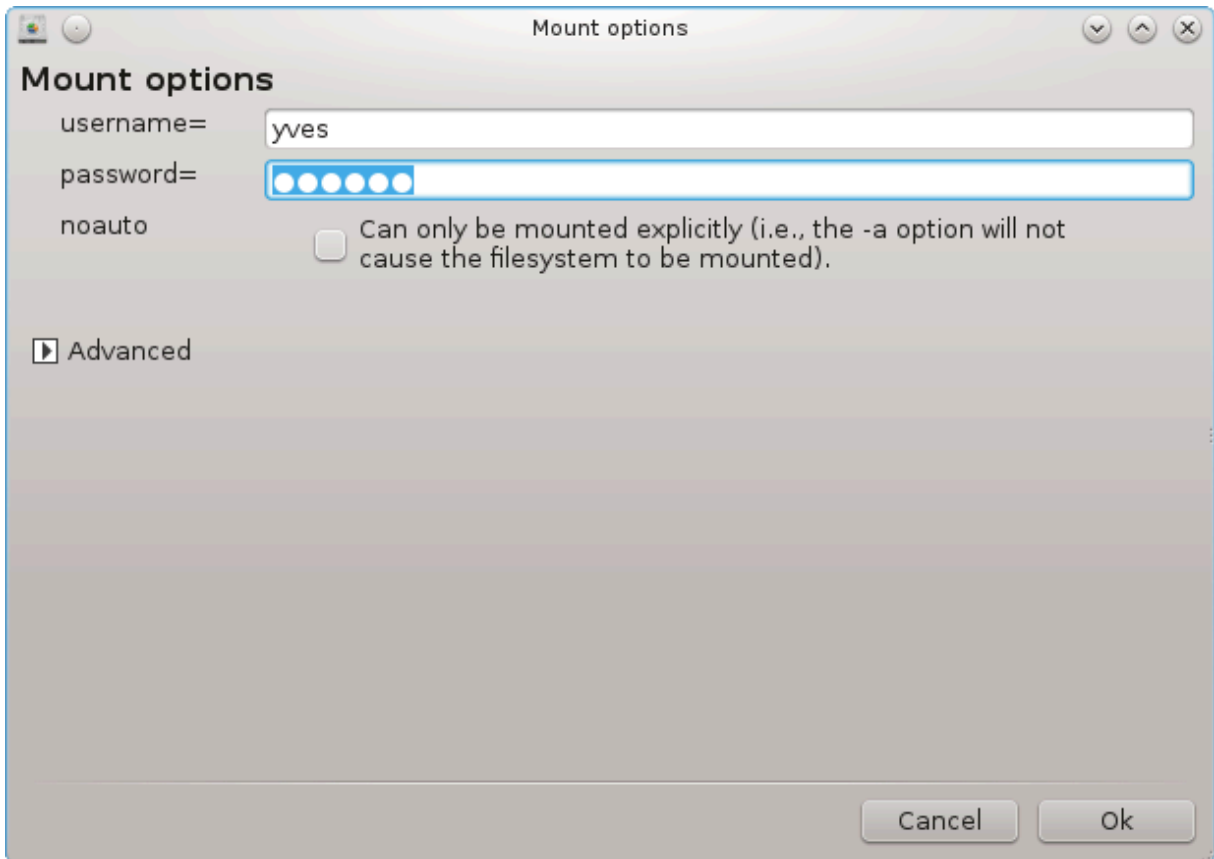 Mount options
Mount options
username=
yves
password=
●●●●●●
noauto
Can only be mounted explicitly (i.e., the -a option will not
cause the filesystem to be mounted).
Advanced
Cancel
Ok